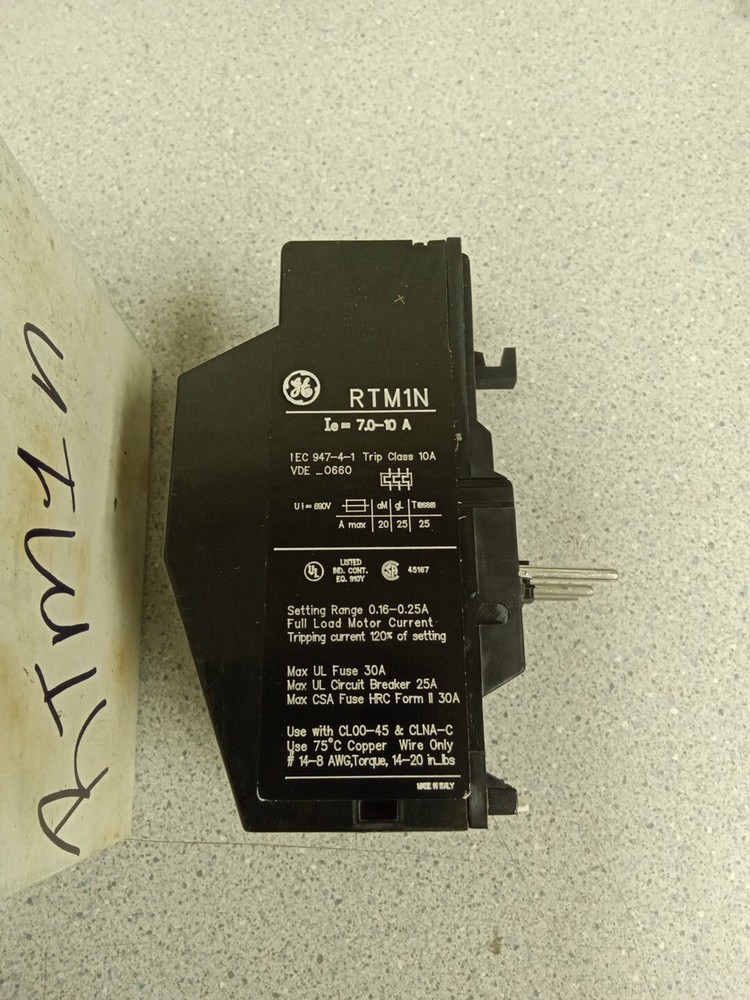 GE
RTM1N
Ie= 7.0-10 A
IEC 947-4-1 Trip Class 10A
VDE _0660
Ui= 690V aM gL
A max 20 25 25
UL LISTED
IND. CONT.
EQ. 910Y
SA 45167
Setting Range 0.16-0.25A
Full Load Motor Current
Tripping current 120% of setting
Max UL Fuse 30A
Max UL Circuit Breaker 25A
Max CSA Fuse HRC Form II 30A
Use with CL00-45 & CLNA-C
Use 75°C Copper Wire Only
# 14-8 AWG,Torque, 14-20 in_lbs
MADE IN ITALY